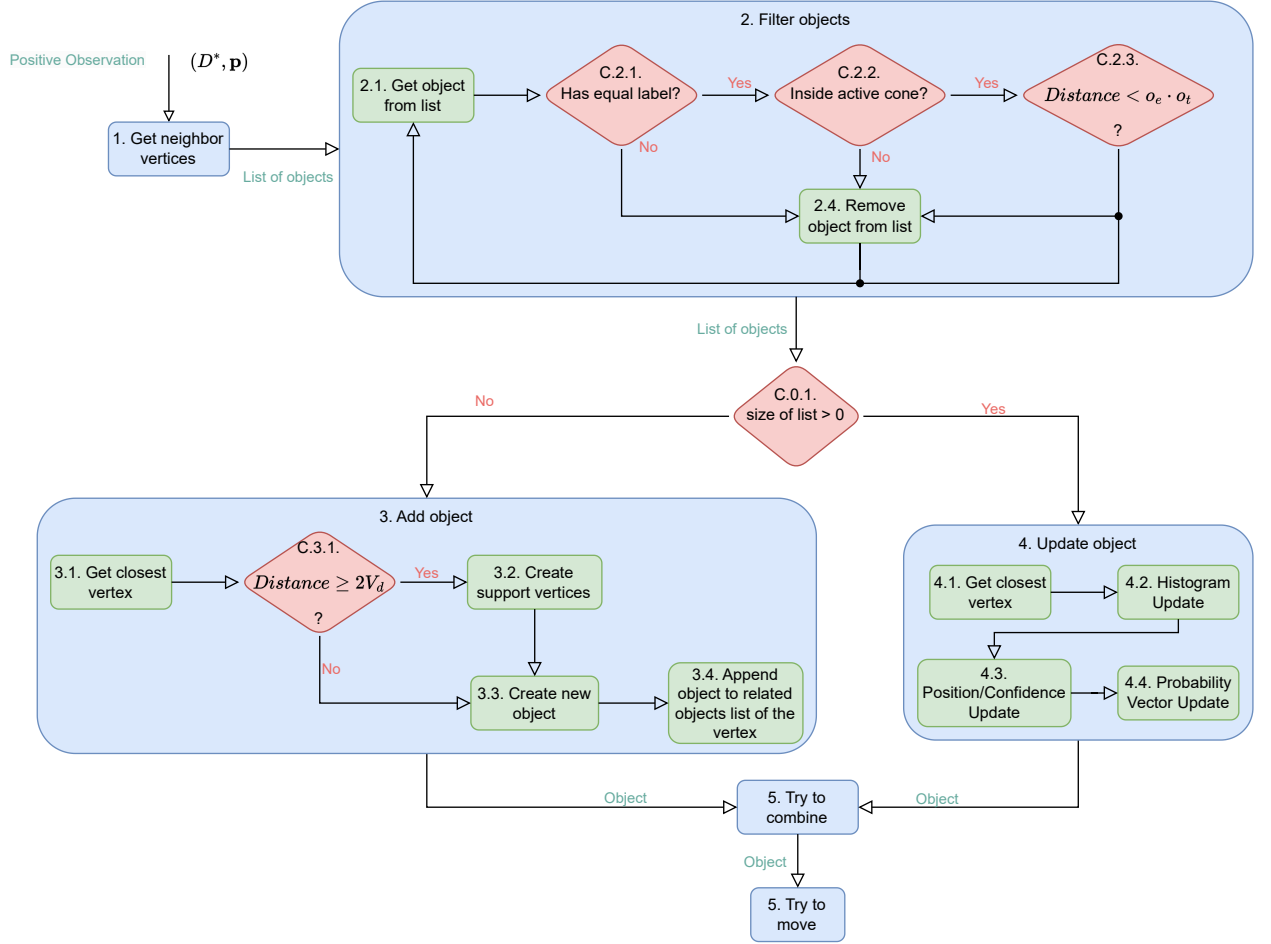 Positive Observation
(D*, p)
1. Get neighbor
vertices
List of objects
2. Filter objects
2.1. Get object
from list
C.2.1.
Has equal label?
Yes
No
C.2.2.
Inside active cone?
Yes
No
C.2.3.
Distance < oₑ · oₜ
?
2.4. Remove
object from list
List of objects
C.0.1.
size of list > 0
No
Yes
3. Add object
3.1. Get closest
vertex
C.3.1.
Distance ≥ 2V_d
?
Yes
No
3.2. Create
support vertices
3.3. Create new
object
3.4. Append
object to related
objects list of the
vertex
4. Update object
4.1. Get closest
vertex
4.2. Histogram
Update
4.3.
Position/Confidence
Update
4.4. Probability
Vector Update
Object
Object
5. Try to
combine
Object
5. Try to
move